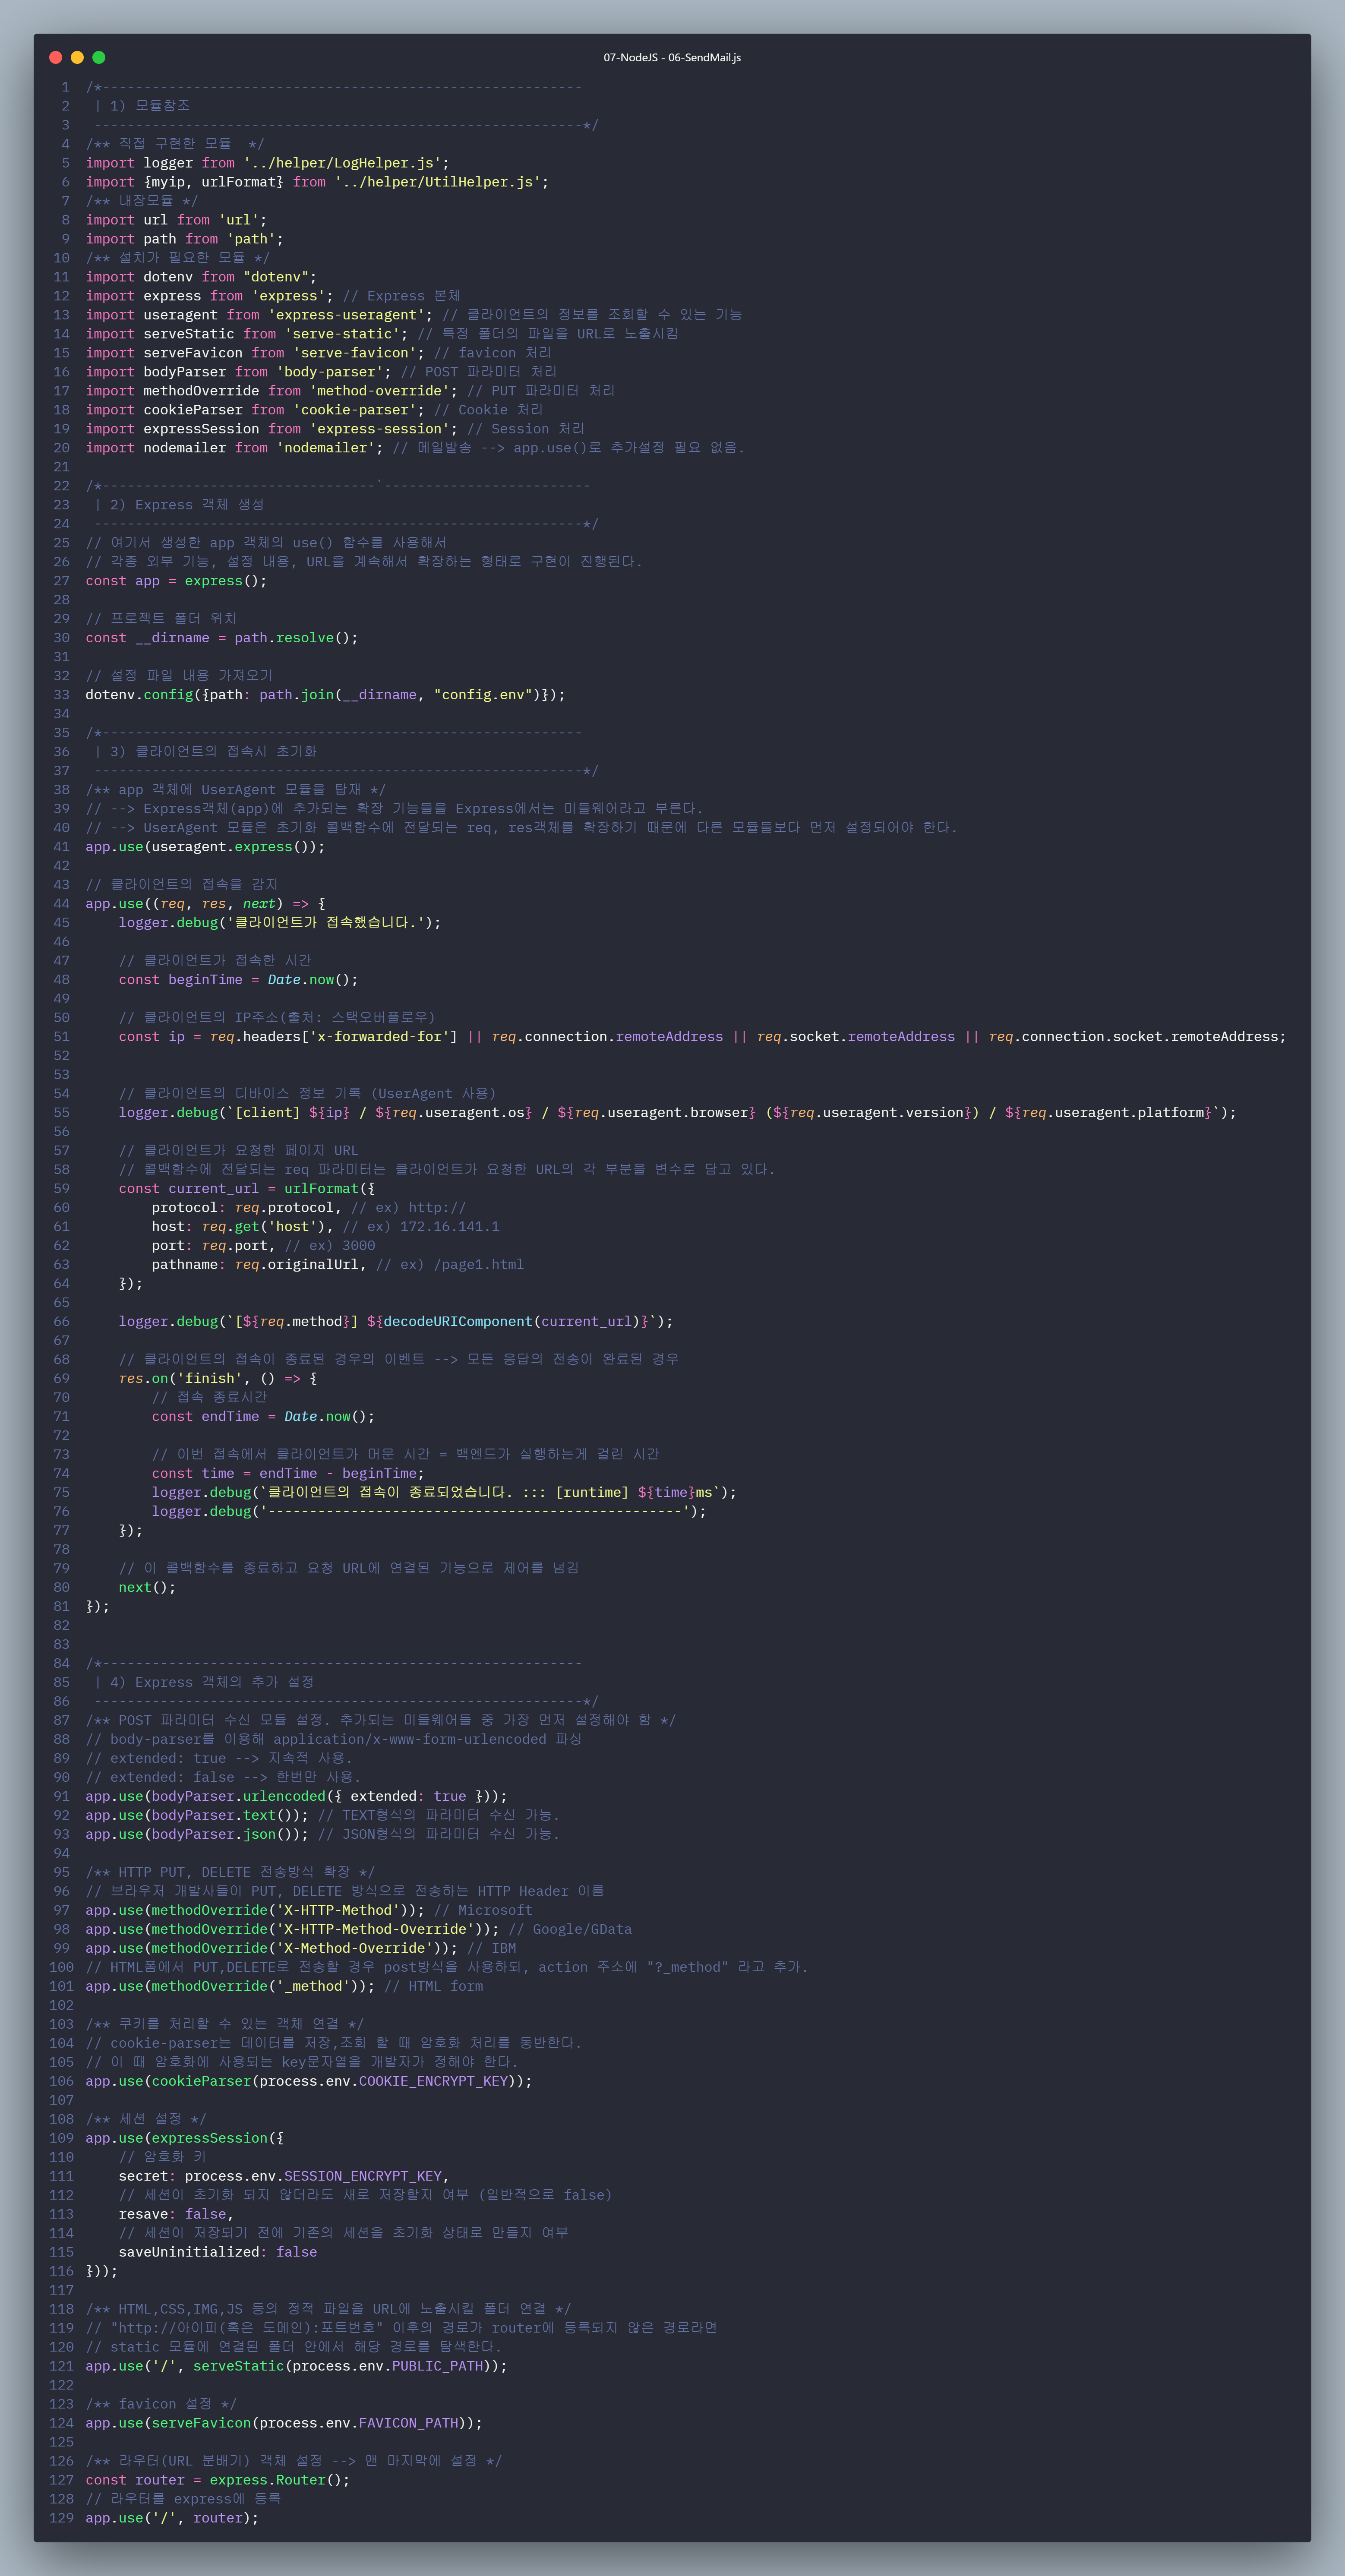 07-NodeJS - 06-SendMail.js
1 /*----------------------------------------------------------
2  | 1) 모듈참조
3  -----------------------------------------------------------*/
4 /** 직접 구현한 모듈  */
5 import logger from '../helper/LogHelper.js';
6 import {myip, urlFormat} from '../helper/UtilHelper.js';
7 /** 내장모듈 */
8 import url from 'url';
9 import path from 'path';
10 /** 설치가 필요한 모듈 */
11 import dotenv from "dotenv";
12 import express from 'express'; // Express 본체
13 import useragent from 'express-useragent'; // 클라이언트의 정보를 조회할 수 있는 기능
14 import serveStatic from 'serve-static'; // 특정 폴더의 파일을 URL로 노출시킴
15 import serveFavicon from 'serve-favicon'; // favicon 처리
16 import bodyParser from 'body-parser'; // POST 파라미터 처리
17 import methodOverride from 'method-override'; // PUT 파라미터 처리
18 import cookieParser from 'cookie-parser'; // Cookie 처리
19 import expressSession from 'express-session'; // Session 처리
20 import nodemailer from 'nodemailer'; // 메일발송 --> app.use()로 추가설정 필요 없음.
21
22 /*---------------------------------`-------------------------
23  | 2) Express 객체 생성
24  -----------------------------------------------------------*/
25 // 여기서 생성한 app 객체의 use() 함수를 사용해서
26 // 각종 외부 기능, 설정 내용, URL을 계속해서 확장하는 형태로 구현이 진행된다.
27 const app = express();
28
29 // 프로젝트 폴더 위치
30 const __dirname = path.resolve();
31
32 // 설정 파일 내용 가져오기
33 dotenv.config({path: path.join(__dirname, "config.env")});
34
35 /*----------------------------------------------------------
36  | 3) 클라이언트의 접속시 초기화
37  -----------------------------------------------------------*/
38 /** app 객체에 UserAgent 모듈을 탑재 */
39 // --> Express객체(app)에 추가되는 확장 기능들을 Express에서는 미들웨어라고 부른다.
40 // --> UserAgent 모듈은 초기화 콜백함수에 전달되는 req, res객체를 확장하기 때문에 다른 모듈들보다 먼저 설정되어야 한다.
41 app.use(useragent.express());
42
43 // 클라이언트의 접속을 감지
44 app.use((req, res, next) => {
45     logger.debug('클라이언트가 접속했습니다.');
46
47     // 클라이언트가 접속한 시간
48     const beginTime = Date.now();
49
50     // 클라이언트의 IP주소(출처: 스택오버플로우)
51     const ip = req.headers['x-forwarded-for'] || req.connection.remoteAddress || req.socket.remoteAddress || req.connection.socket.remoteAddress;
52
53
54     // 클라이언트의 디바이스 정보 기록 (UserAgent 사용)
55     logger.debug(`[client] ${ip} / ${req.useragent.os} / ${req.useragent.browser} (${req.useragent.version}) / ${req.useragent.platform}`);
56
57     // 클라이언트가 요청한 페이지 URL
58     // 콜백함수에 전달되는 req 파라미터는 클라이언트가 요청한 URL의 각 부분을 변수로 담고 있다.
59     const current_url = urlFormat({
60         protocol: req.protocol, // ex) http://
61         host: req.get('host'), // ex) 172.16.141.1
62         port: req.port, // ex) 3000
63         pathname: req.originalUrl, // ex) /page1.html
64     });
65
66     logger.debug(`[${req.method}] ${decodeURIComponent(current_url)}`);
67
68     // 클라이언트의 접속이 종료된 경우의 이벤트 --> 모든 응답의 전송이 완료된 경우
69     res.on('finish', () => {
70         // 접속 종료시간
71         const endTime = Date.now();
72
73         // 이번 접속에서 클라이언트가 머문 시간 = 백엔드가 실행하는게 걸린 시간
74         const time = endTime - beginTime;
75         logger.debug(`클라이언트의 접속이 종료되었습니다. ::: [runtime] ${time}ms`);
76         logger.debug('--------------------------------------------------');
77     });
78
79     // 이 콜백함수를 종료하고 요청 URL에 연결된 기능으로 제어를 넘김
80     next();
81 });
82
83
84 /*----------------------------------------------------------
85  | 4) Express 객체의 추가 설정
86  -----------------------------------------------------------*/
87 /** POST 파라미터 수신 모듈 설정. 추가되는 미들웨어들 중 가장 먼저 설정해야 함 */
88 // body-parser를 이용해 application/x-www-form-urlencoded 파싱
89 // extended: true --> 지속적 사용.
90 // extended: false --> 한번만 사용.
91 app.use(bodyParser.urlencoded({ extended: true }));
92 app.use(bodyParser.text()); // TEXT형식의 파라미터 수신 가능.
93 app.use(bodyParser.json()); // JSON형식의 파라미터 수신 가능.
94
95 /** HTTP PUT, DELETE 전송방식 확장 */
96 // 브라우저 개발사들이 PUT, DELETE 방식으로 전송하는 HTTP Header 이름
97 app.use(methodOverride('X-HTTP-Method')); // Microsoft
98 app.use(methodOverride('X-HTTP-Method-Override')); // Google/GData
99 app.use(methodOverride('X-Method-Override')); // IBM
100 // HTML폼에서 PUT,DELETE로 전송할 경우 post방식을 사용하되, action 주소에 "?_method" 라고 추가.
101 app.use(methodOverride('_method')); // HTML form
102
103 /** 쿠키를 처리할 수 있는 객체 연결 */
104 // cookie-parser는 데이터를 저장,조회 할 때 암호화 처리를 동반한다.
105 // 이 때 암호화에 사용되는 key문자열을 개발자가 정해야 한다.
106 app.use(cookieParser(process.env.COOKIE_ENCRYPT_KEY));
107
108 /** 세션 설정 */
109 app.use(expressSession({
110     // 암호화 키
111     secret: process.env.SESSION_ENCRYPT_KEY,
112     // 세션이 초기화 되지 않더라도 새로 저장할지 여부 (일반적으로 false)
113     resave: false,
114     // 세션이 저장되기 전에 기존의 세션을 초기화 상태로 만들지 여부
115     saveUninitialized: false
116 }));
117
118 /** HTML,CSS,IMG,JS 등의 정적 파일을 URL에 노출시킬 폴더 연결 */
119 // "http://아이피(혹은 도메인):포트번호" 이후의 경로가 router에 등록되지 않은 경로라면
120 // static 모듈에 연결된 폴더 안에서 해당 경로를 탐색한다.
121 app.use('/', serveStatic(process.env.PUBLIC_PATH));
122
123 /** favicon 설정 */
124 app.use(serveFavicon(process.env.FAVICON_PATH));
125
126 /** 라우터(URL 분배기) 객체 설정 --> 맨 마지막에 설정 */
127 const router = express.Router();
128 // 라우터를 express에 등록
129 app.use('/', router);